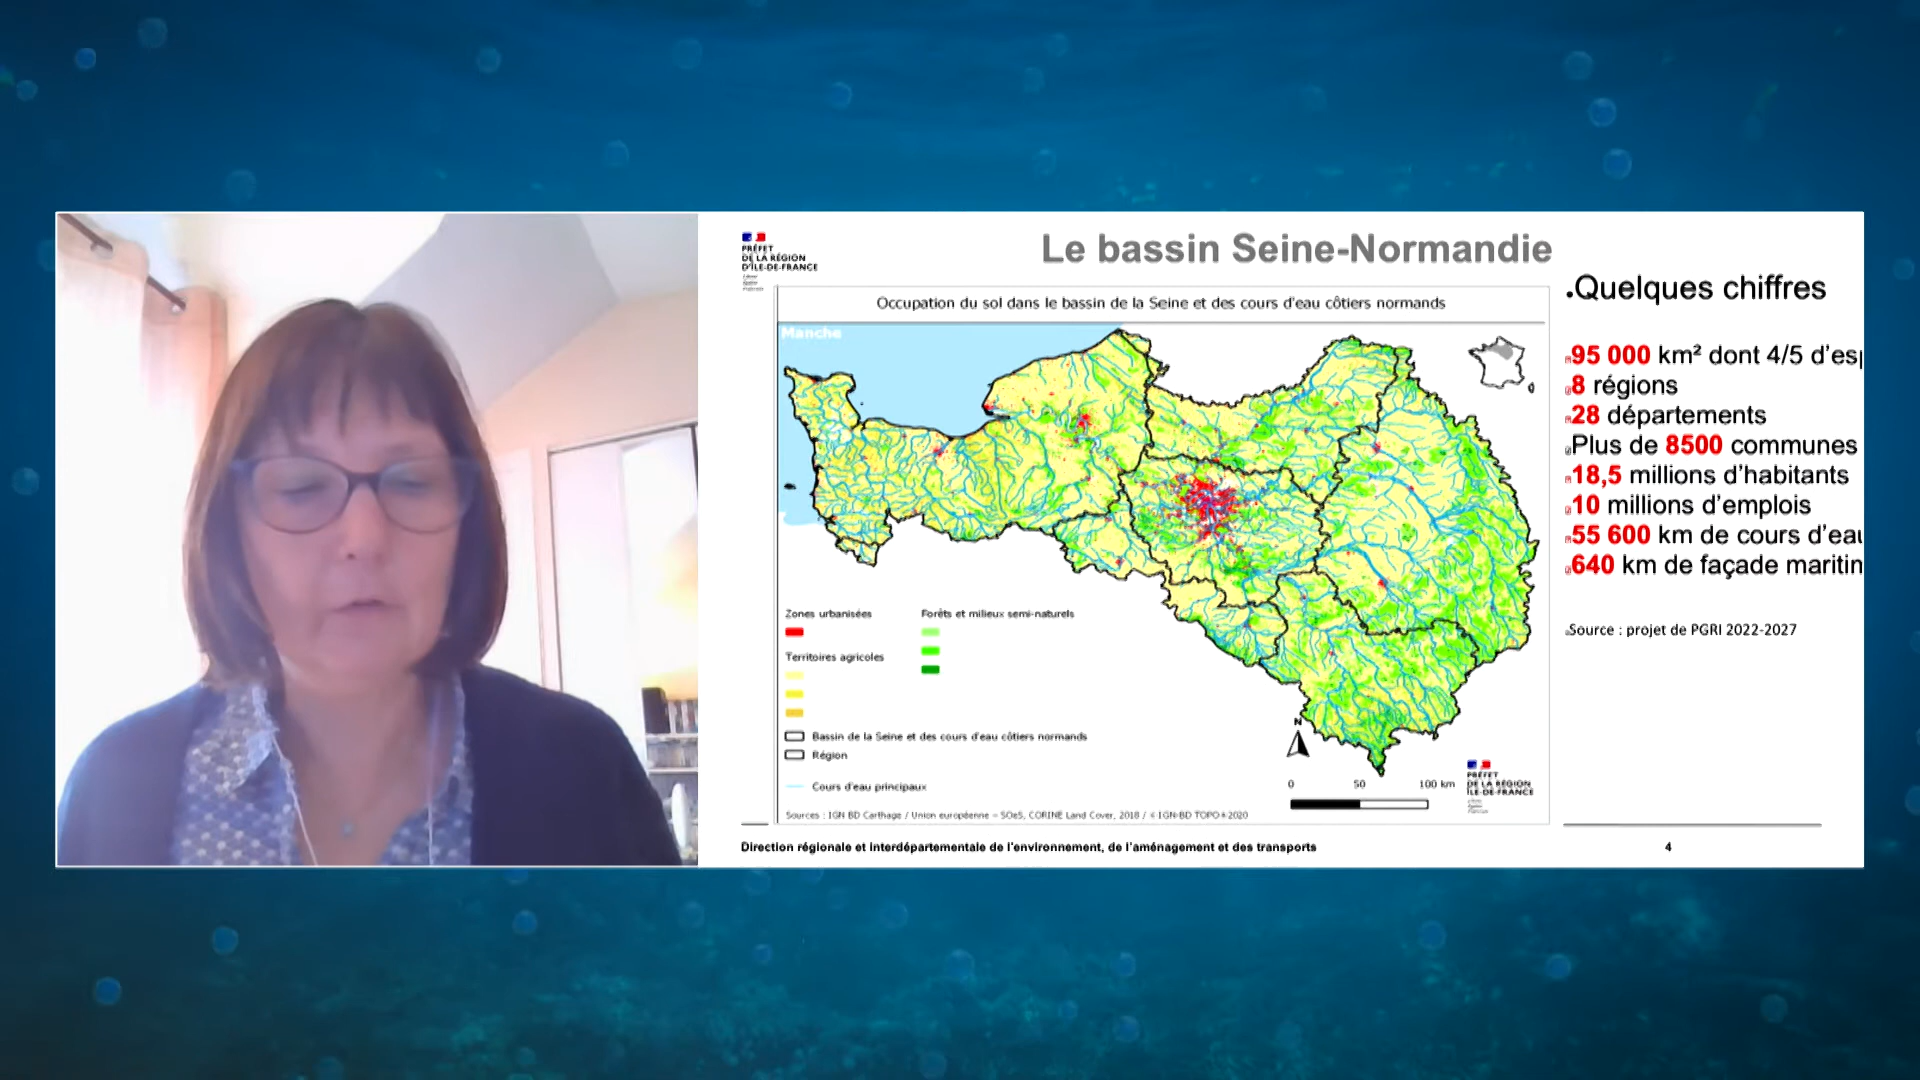 PRÉFET
DE LA RÉGION
D'ÎLE-DE-FRANCE
Le bassin Seine-Normandie
Occupation du sol dans le bassin de la Seine et des cours d'eau côtiers normands
Manche
Zones urbanisées
Forêts et milieux semi-naturels
Territoires agricoles
Bassin de la Seine et des cours d'eau côtiers normands
Région
Cours d'eau principaux
N
0 50 100 km
PRÉFET
DE LA RÉGION
ÎLE-DE-FRANCE
Sources : IGN BD Carthage / Union européenne – SOeS, CORINE Land Cover, 2018 / © IGN-BD TOPO®2020
.Quelques chiffres
95 000 km² dont 4/5 d'esp
8 régions
28 départements
Plus de 8500 communes
18,5 millions d'habitants
10 millions d'emplois
55 600 km de cours d'eau
640 km de façade maritim
Source : projet de PGRI 2022-2027
Direction régionale et interdépartementale de l'environnement, de l'aménagement et des transports
4